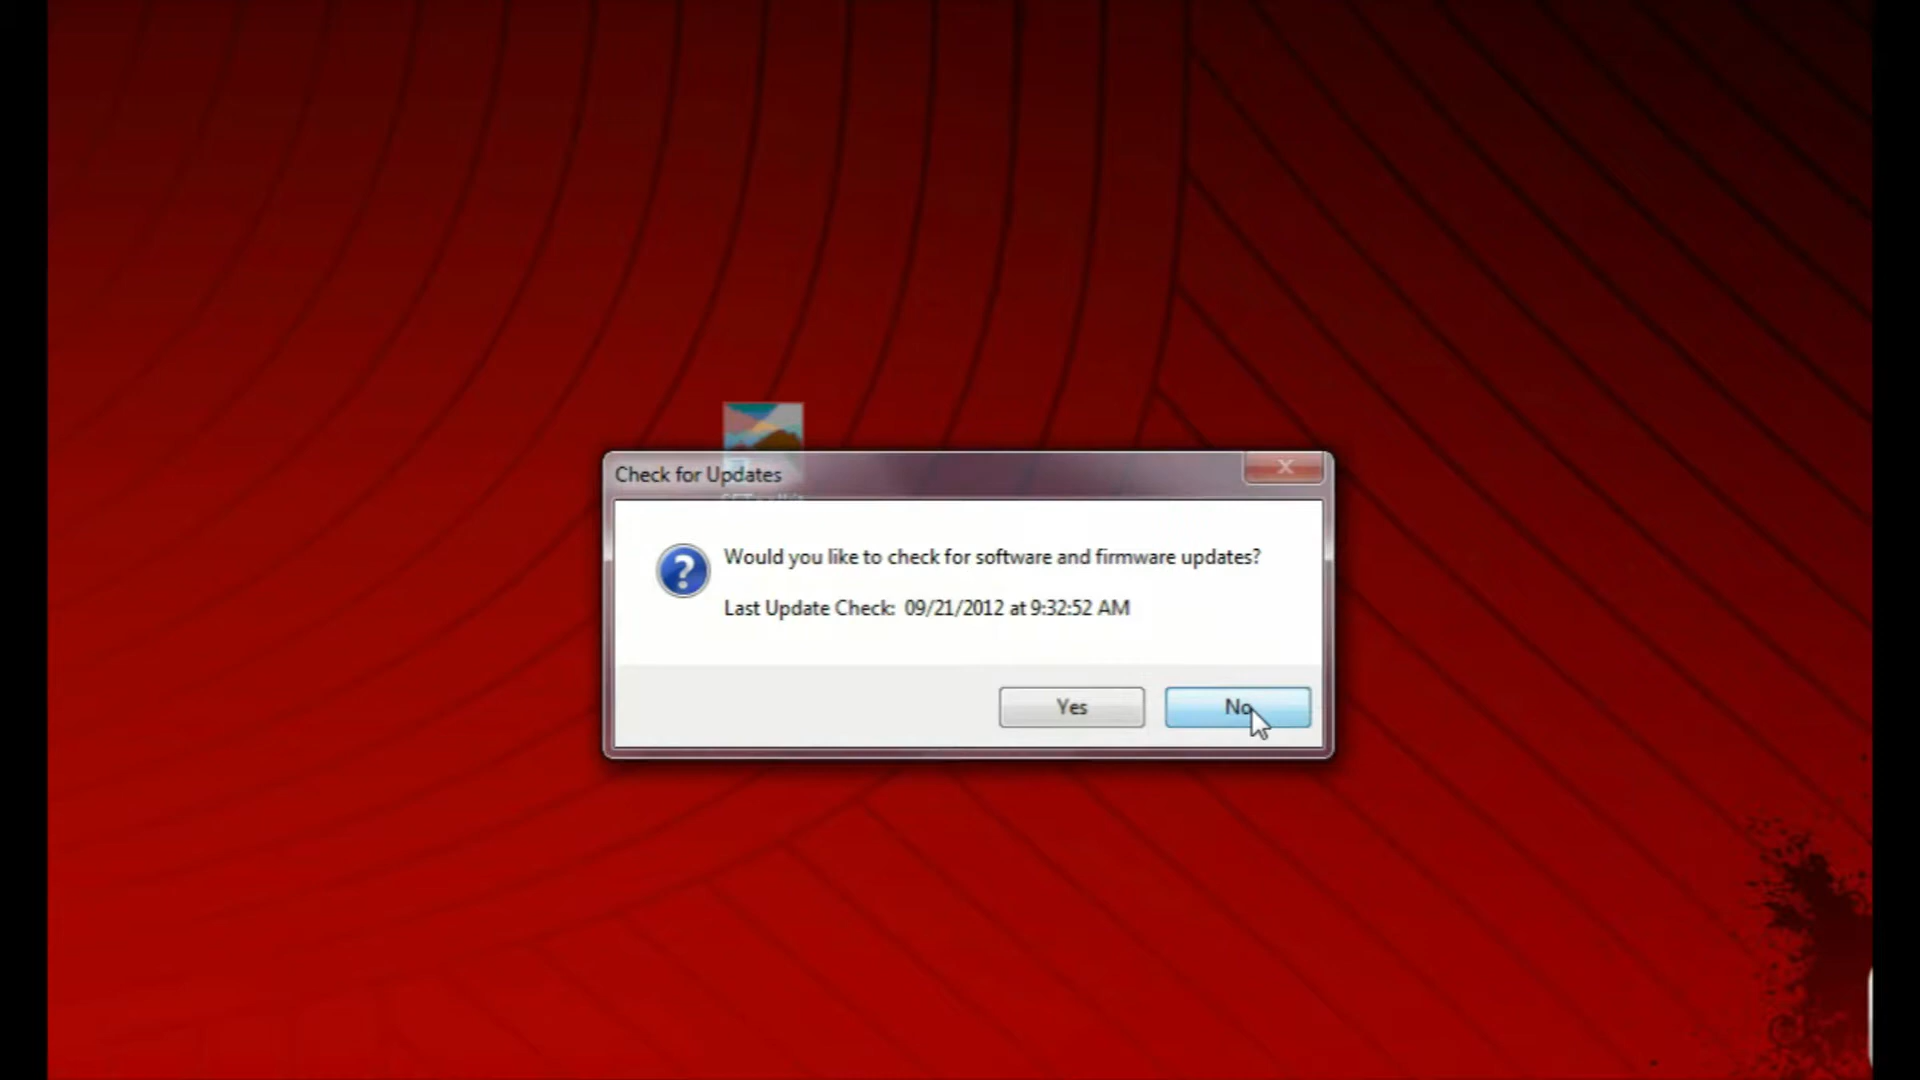 Check for Updates
Would you like to check for software and firmware updates?
Last Update Check: 09/21/2012 at 9:32:52 AM
Yes
No